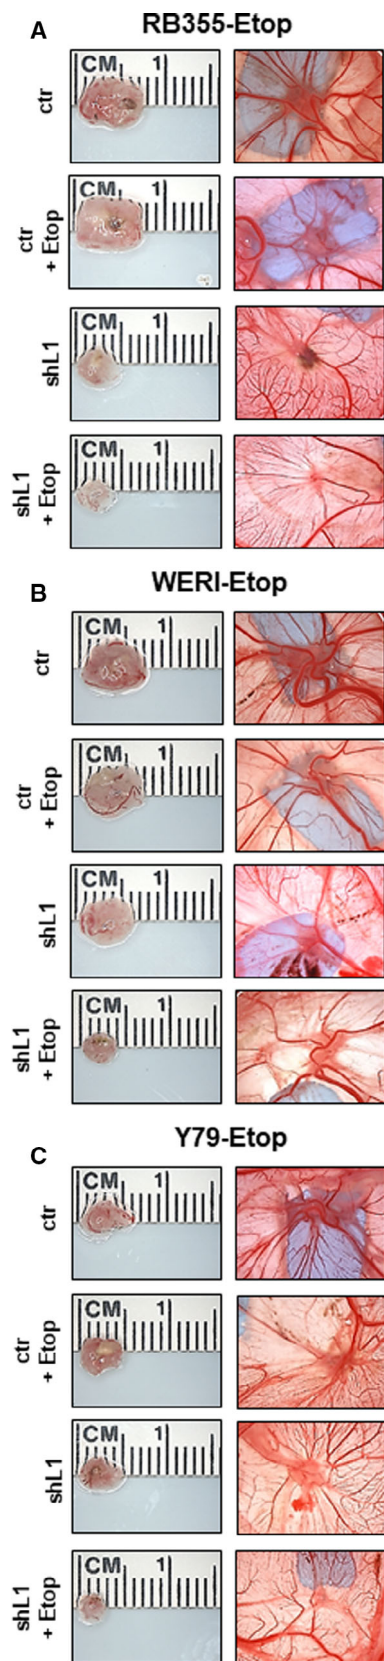 A
RB355-Etop
ctr
CM 1
ctr
+ Etop
CM 1
shL1
CM 1
shL1
+ Etop
CM 1
B
WERI-Etop
ctr
CM 1
ctr
+ Etop
CM 1
shL1
CM 1
shL1
+ Etop
CM 1
C
Y79-Etop
ctr
CM 1
ctr
+ Etop
CM 1
shL1
CM 1
shL1
+ Etop
CM 1